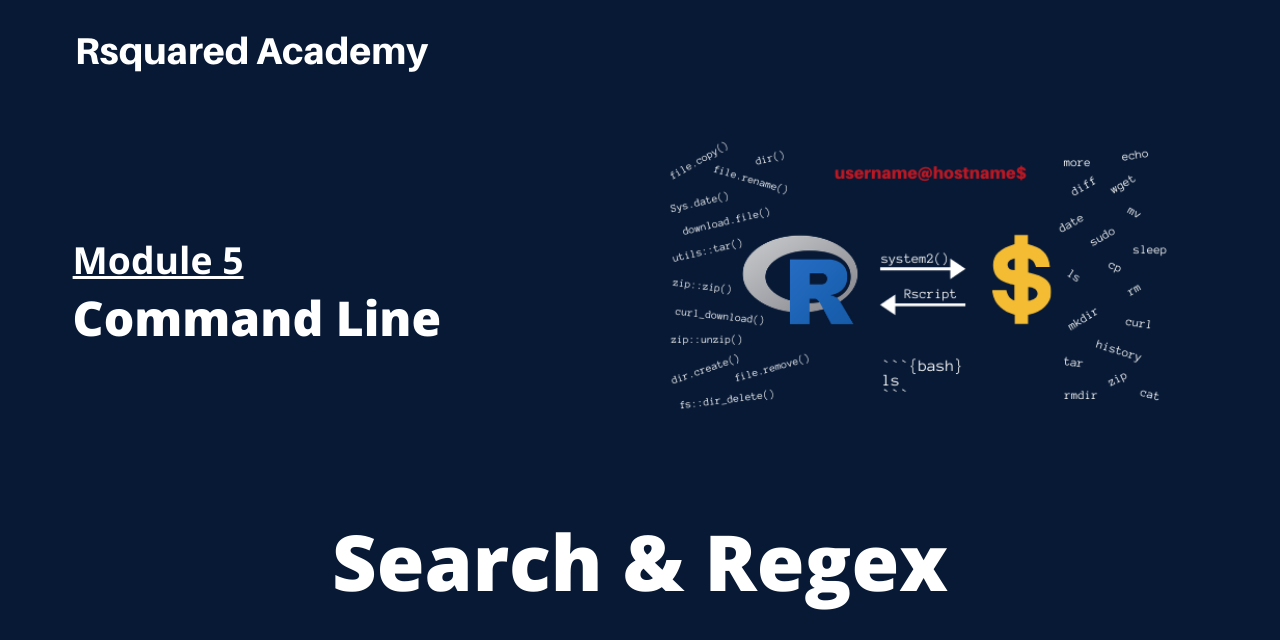 Rsquared Academy
Module 5
Command Line
file.copy()
dir()
file.rename()
Sys.date()
download.file()
utils::tar()
zip::zip()
curl_download()
zip::unzip()
dir.create()
file.remove()
fs::dir_delete()
username@hostname$
R
system2()
Rscript
$
```{bash}
ls
```
more
echo
diff
wget
date
mv
sudo
sleep
ls
cp
rm
mkdir
curl
history
tar
zip
rmdir
cat
Search & Regex